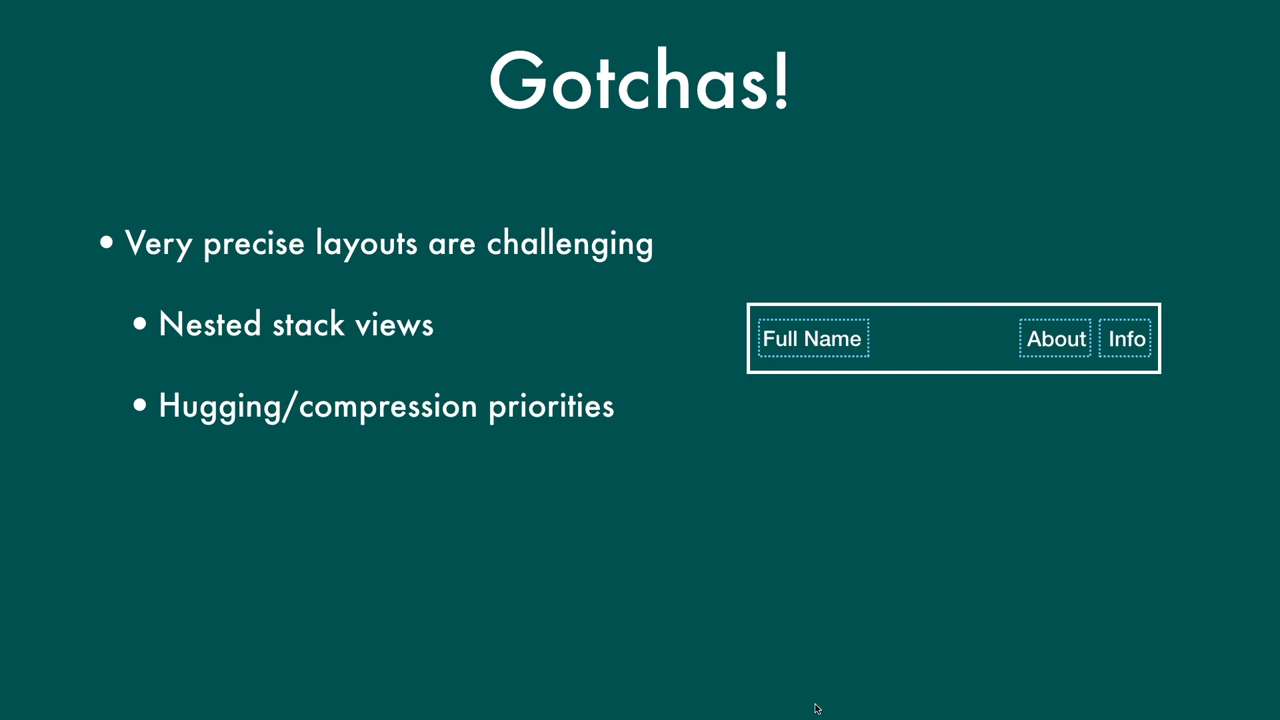 Gotchas!
• Very precise layouts are challenging
• Nested stack views
• Hugging/compression priorities
Full Name About Info